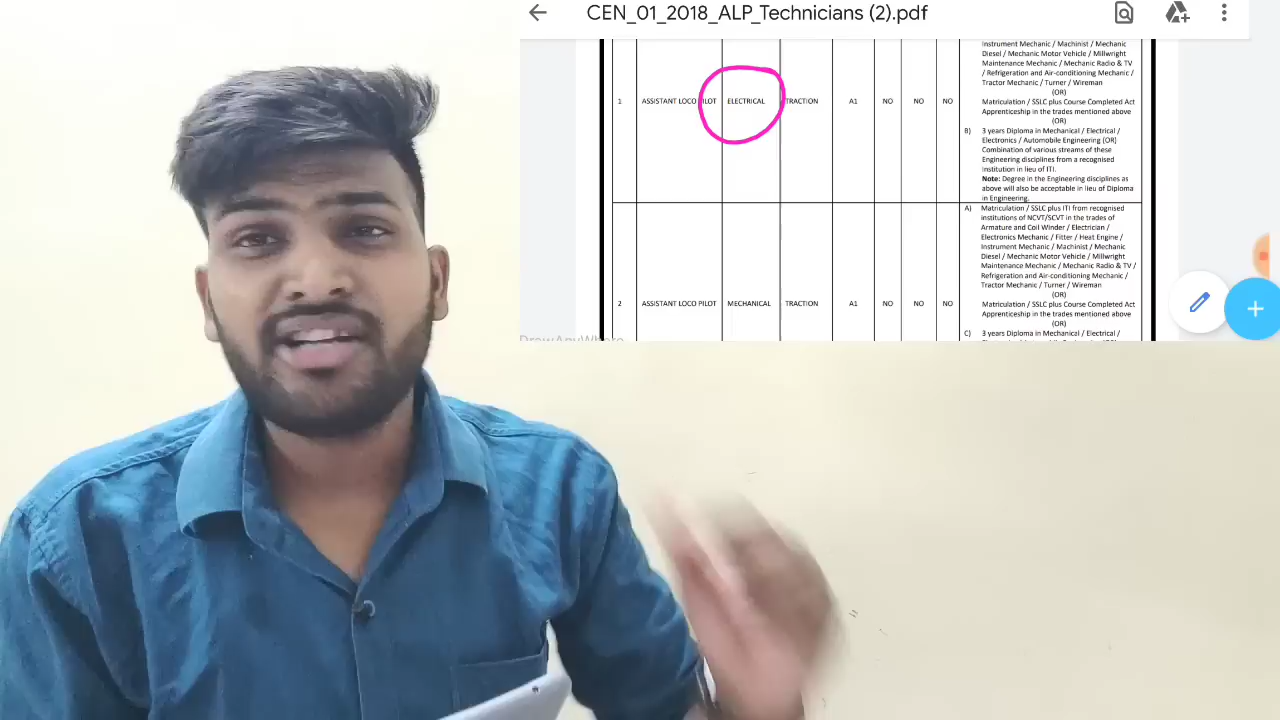 CEN_01_2018_ALP_Technicians (2).pdf
Instrument Mechanic / Machinist / Mechanic
Diesel / Mechanic Motor Vehicle / Millwright
Maintenance Mechanic / Mechanic Radio & TV
/ Refrigeration and Air-conditioning Mechanic /
Tractor Mechanic / Turner / Wireman
(OR)
1 ASSISTANT LOCO PILOT ELECTRICAL TRACTION A1 NO NO NO Matriculation / SSLC plus Course Completed Act
Apprenticeship in the trades mentioned above
(OR)
B) 3 years Diploma in Mechanical / Electrical /
Electronics / Automobile Engineering (OR)
Combination of various streams of these
Engineering disciplines from a recognised
Institution in lieu of ITI.
Note: Degree in the Engineering disciplines as
above will also be acceptable in lieu of Diploma
in Engineering.
A) Matriculation / SSLC plus ITI from recognised
institutions of NCVT/SCVT in the trades of
Armature and Coil Winder / Electrician /
Electronics Mechanic / Fitter / Heat Engine /
Instrument Mechanic / Machinist / Mechanic
Diesel / Mechanic Motor Vehicle / Millwright
Maintenance Mechanic / Mechanic Radio & TV /
Refrigeration and Air-conditioning Mechanic /
Tractor Mechanic / Turner / Wireman
(OR)
2 ASSISTANT LOCO PILOT MECHANICAL TRACTION A1 NO NO NO Matriculation / SSLC plus Course Completed Act
Apprenticeship in the trades mentioned above
(OR)
C) 3 years Diploma in Mechanical / Electrical /
DrawAnyWhere